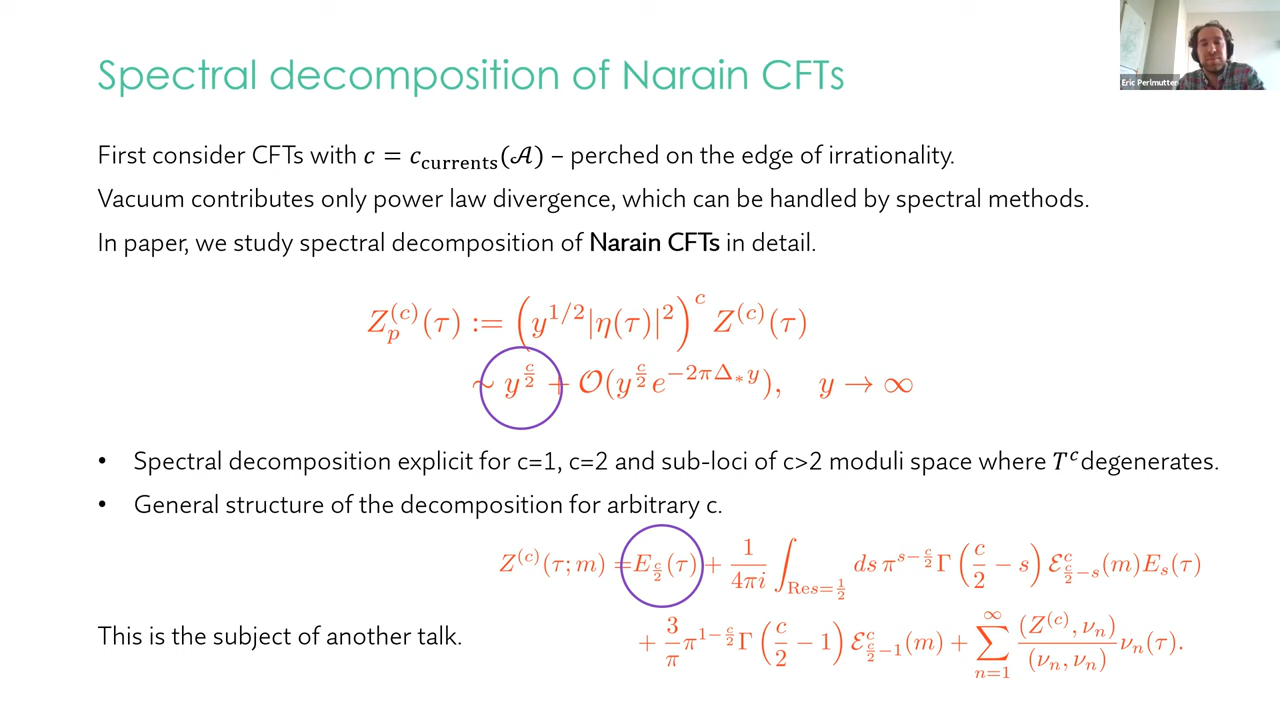 Spectral decomposition of Narain CFTs
Eric Perlmutter
First consider CFTs with c = c_currents(𝒜) – perched on the edge of irrationality.
Vacuum contributes only power law divergence, which can be handled by spectral methods.
In paper, we study spectral decomposition of Narain CFTs in detail.
Z_p^{(c)}(τ) := (y^{1/2}|η(τ)|^2)^c Z^{(c)}(τ)
∼ y^{c/2} + 𝒪(y^{c/2} e^{−2πΔ_* y}), y → ∞
• Spectral decomposition explicit for c=1, c=2 and sub-loci of c>2 moduli space where T^c degenerates.
• General structure of the decomposition for arbitrary c.
Z^{(c)}(τ; m) = E_{c/2}(τ) + \frac{1}{4πi} ∫_{Res=1/2} ds π^{s−c/2} Γ(c/2 − s) ℰ^c_{c/2−s}(m) E_s(τ)
This is the subject of another talk.
+ \frac{3}{π} π^{1−c/2} Γ(c/2 − 1) ℰ^c_{c/2−1}(m) + ∑_{n=1}^{∞} \frac{(Z^{(c)}, ν_n)}{(ν_n, ν_n)} ν_n(τ).